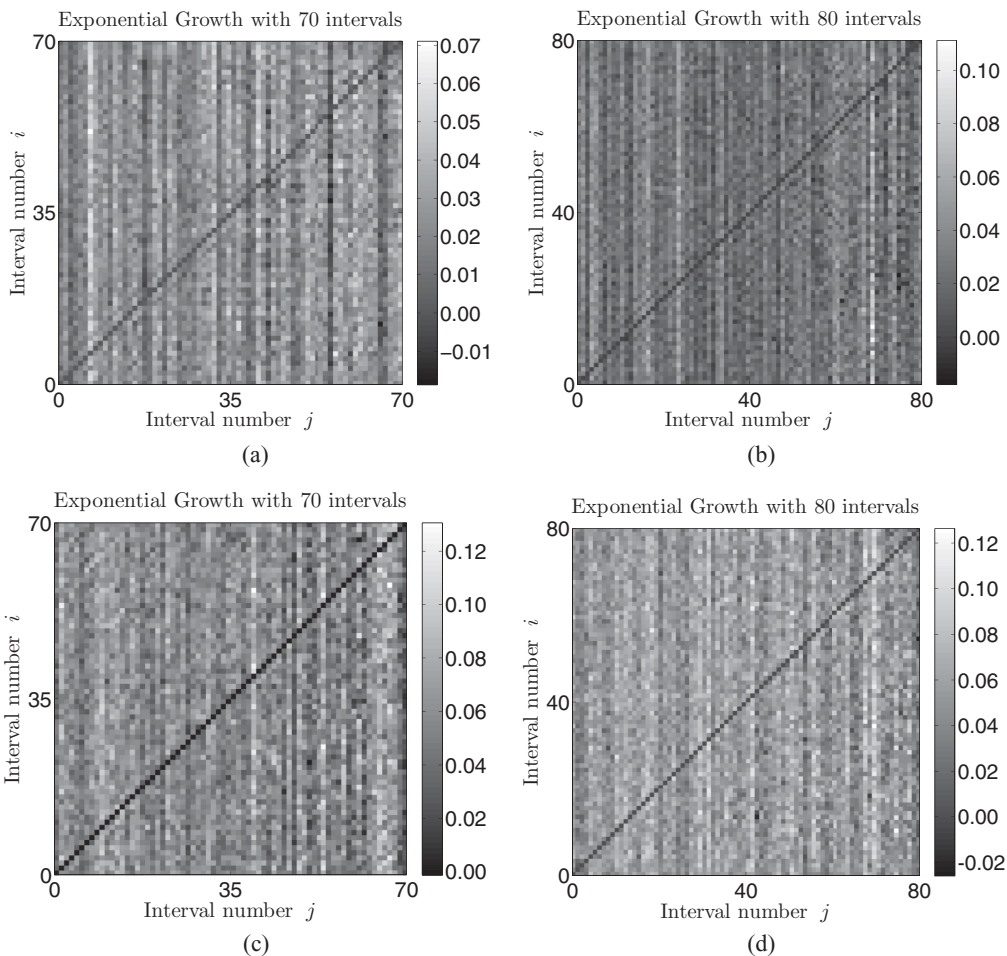 Exponential Growth with 70 intervals
70
35
0
Interval number i
0 35 70
Interval number j
0.07
0.06
0.05
0.04
0.03
0.02
0.01
0.00
−0.01
(a)
Exponential Growth with 80 intervals
80
40
0
Interval number i
0 40 80
Interval number j
0.10
0.08
0.06
0.04
0.02
0.00
(b)
Exponential Growth with 70 intervals
70
35
0
Interval number i
0 35 70
Interval number j
0.12
0.10
0.08
0.06
0.04
0.02
0.00
(c)
Exponential Growth with 80 intervals
80
40
0
Interval number i
0 40 80
Interval number j
0.12
0.10
0.08
0.06
0.04
0.02
0.00
-0.02
(d)